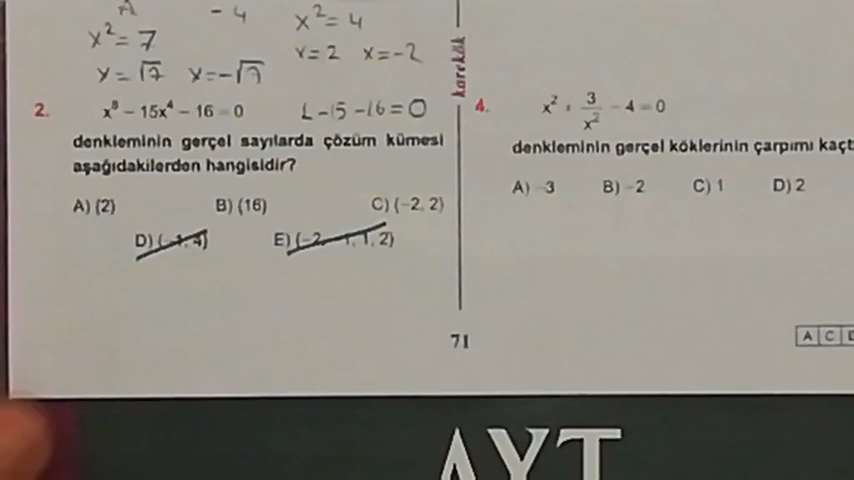 - 4
x² = 4
x² = 7
x = 2 x = -2
x = √7 x = -√7
karekök
2. x⁸ - 15x⁴ - 16 = 0
1 - 15 - 16 = 0
denkleminin gerçel sayılarda çözüm kümesi
aşağıdakilerden hangisidir?
A) {2} B) {16} C) {-2, 2}
D) {-1, 4} E) {-2, -1, 1, 2}
4. x² + 3/x² - 4 = 0
denkleminin gerçel köklerinin çarpımı kaçt
A) -3 B) -2 C) 1 D) 2
71
A C
AYT